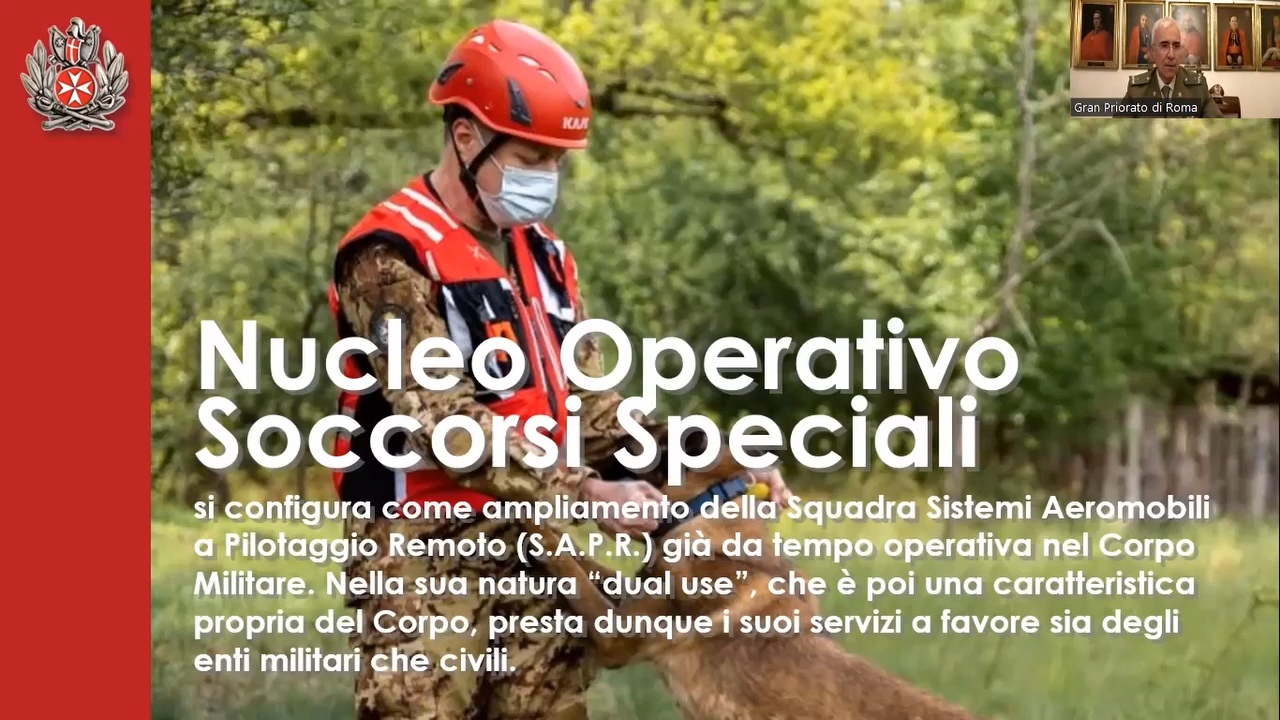 Gran Priorato di Roma
KASK
Nucleo Operativo
Soccorsi Speciali
si configura come ampliamento della Squadra Sistemi Aeromobili
a Pilotaggio Remoto (S.A.P.R.) già da tempo operativa nel Corpo
Militare. Nella sua natura “dual use”, che è poi una caratteristica
propria del Corpo, presta dunque i suoi servizi a favore sia degli
enti militari che civili.